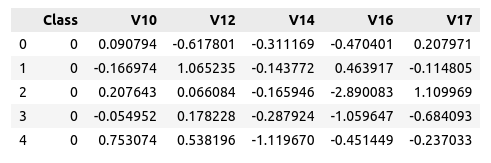 Class V10 V12 V14 V16 V17
0 0 0.090794 -0.617801 -0.311169 -0.470401 0.207971
1 0 -0.166974 1.065235 -0.143772 0.463917 -0.114805
2 0 0.207643 0.066084 -0.165946 -2.890083 1.109969
3 0 -0.054952 0.178228 -0.287924 -1.059647 -0.684093
4 0 0.753074 0.538196 -1.119670 -0.451449 -0.237033